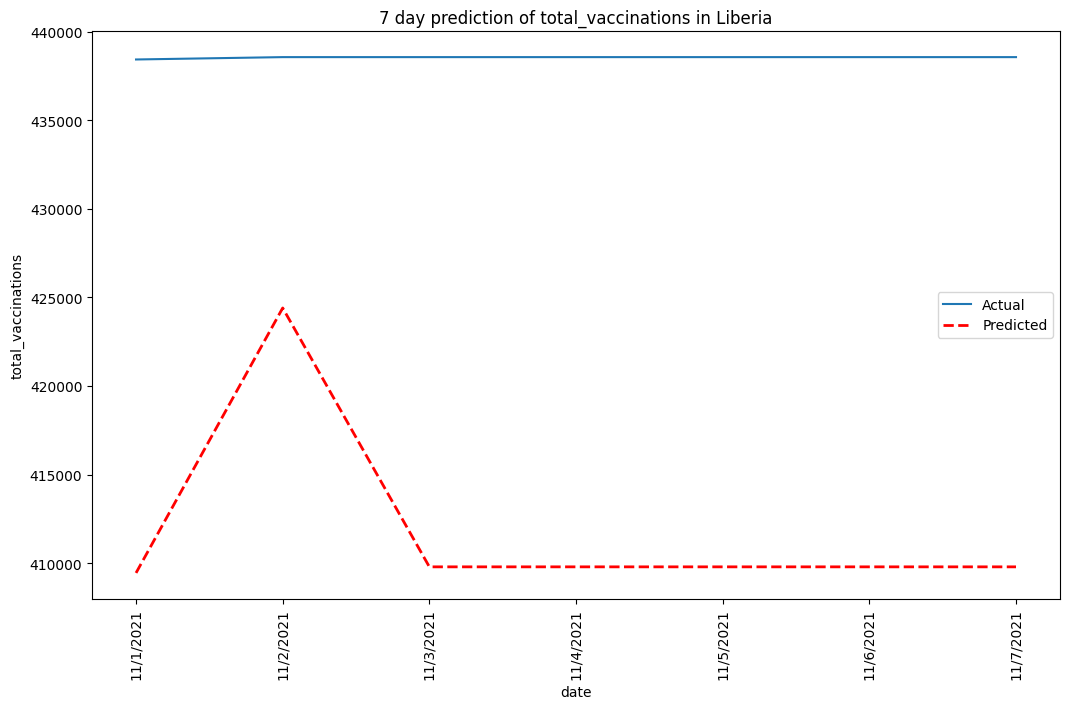 7 day prediction of total_vaccinations in Liberia
440000
435000
430000
425000
420000
415000
410000
total_vaccinations
Actual
Predicted
11/1/2021
11/2/2021
11/3/2021
11/4/2021
11/5/2021
11/6/2021
11/7/2021
date